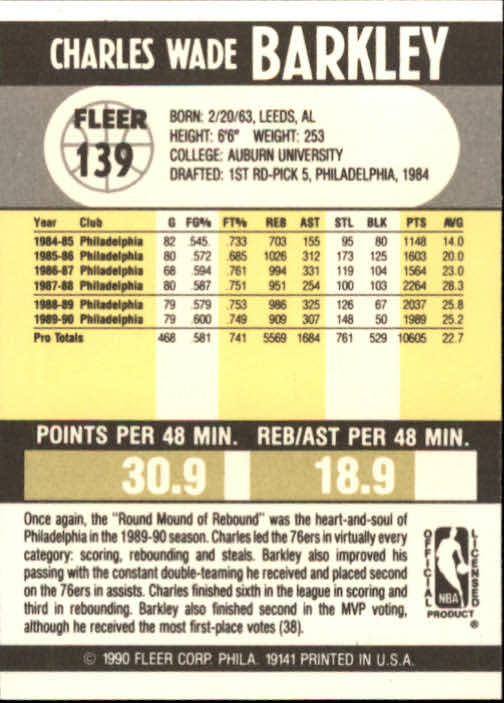 CHARLES WADE BARKLEY
FLEER
139
BORN: 2/20/63, LEEDS, AL
HEIGHT: 6'6" WEIGHT: 253
COLLEGE: AUBURN UNIVERSITY
DRAFTED: 1ST RD-PICK 5, PHILADELPHIA, 1984
Year Club G FG% FT% REB AST STL BLK PTS AVG
1984-85 Philadelphia 82 .545 .733 703 155 95 80 1148 14.0
1985-86 Philadelphia 80 .572 .685 1026 312 173 125 1603 20.0
1986-87 Philadelphia 68 .594 .761 994 331 119 104 1564 23.0
1987-88 Philadelphia 80 .587 .751 951 254 100 103 2264 28.3
1988-89 Philadelphia 79 .579 .753 986 325 126 67 2037 25.8
1989-90 Philadelphia 79 .600 .749 909 307 148 50 1989 25.2
Pro Totals 468 .581 .741 5569 1684 761 529 10605 22.7
POINTS PER 48 MIN. REB/AST PER 48 MIN.
30.9 18.9
Once again, the "Round Mound of Rebound" was the heart-and-soul of
Philadelphia in the 1989-90 season. Charles led the 76ers in virtually every
category: scoring, rebounding and steals. Barkley also improved his
passing with the constant double-teaming he received and placed second
on the 76ers in assists. Charles finished sixth in the league in scoring and
third in rebounding. Barkley also finished second in the MVP voting,
although he received the most first-place votes (38).
OFFICIAL
LICENSED
NBA
PRODUCT
®
© 1990 FLEER CORP. PHILA. 19141 PRINTED IN U.S.A.